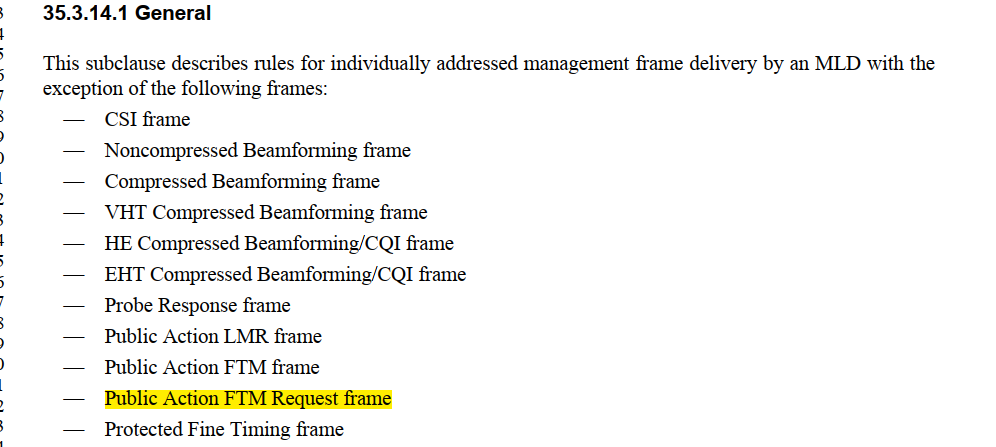 35.3.14.1 General
This subclause describes rules for individually addressed management frame delivery by an MLD with the
exception of the following frames:
— CSI frame
— Noncompressed Beamforming frame
— Compressed Beamforming frame
— VHT Compressed Beamforming frame
— HE Compressed Beamforming/CQI frame
— EHT Compressed Beamforming/CQI frame
— Probe Response frame
— Public Action LMR frame
— Public Action FTM frame
— Public Action FTM Request frame
— Protected Fine Timing frame